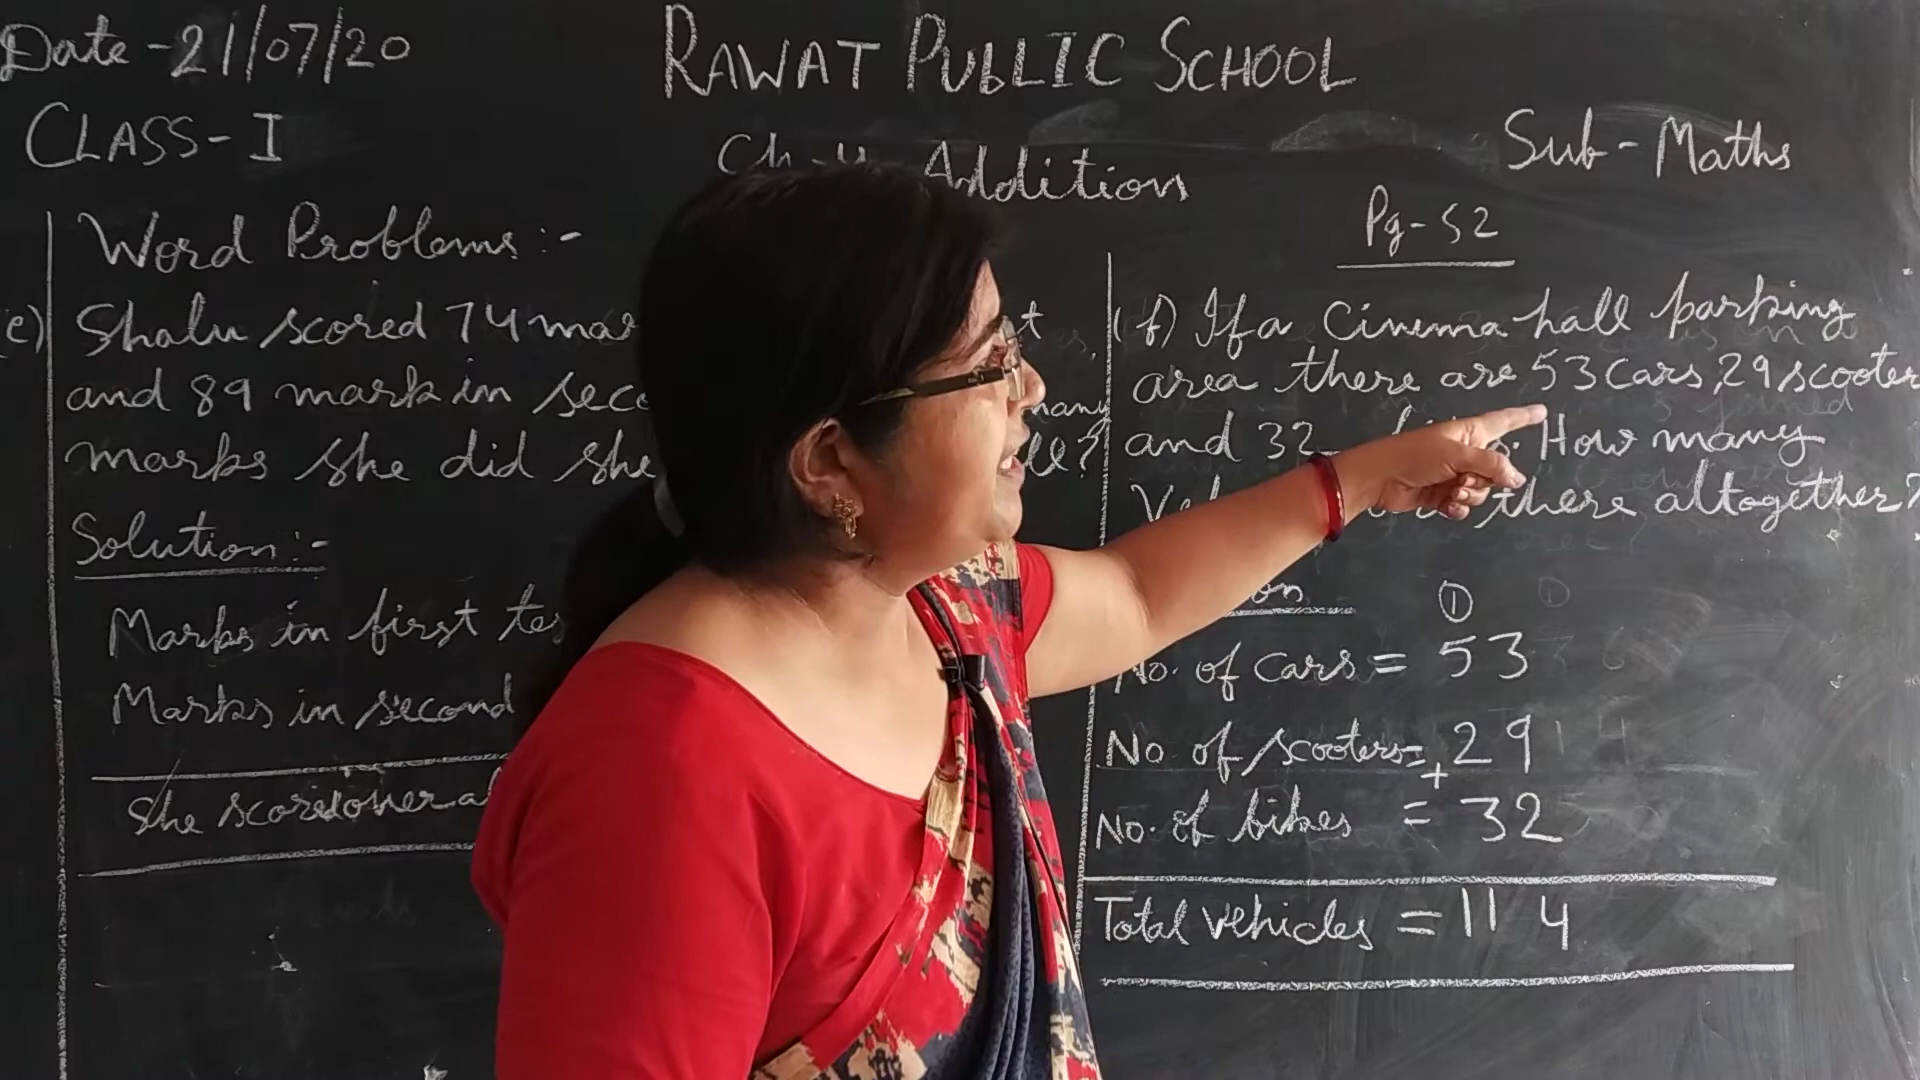 Date - 21/07/20
RAWAT PUBLIC SCHOOL
CLASS - I
Addition
Sub - Maths
Pg - 52
Word Problems :-
(e) Shalu scored 74
and 89 mark in many
marks she did she
Solution :-
Marks in first
Marks in second
She scored
(f) If a Cinema hall parking
area there are 53 cars, 29 scooter
and 32 How many
there altogether?
①
No. of cars = 53
No. of scooters = 29
+
No. of bikes = 32
Total vehicles = 114